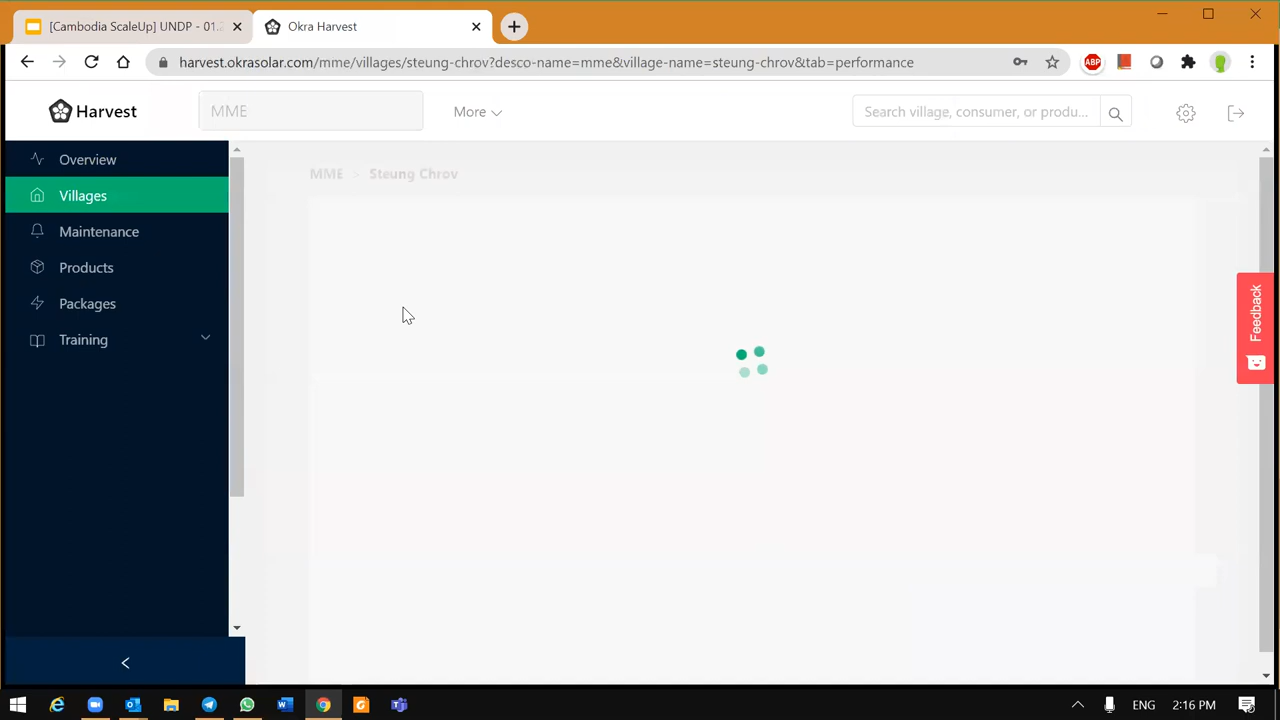 [Cambodia ScaleUp] UNDP - 01.2
Okra Harvest
harvest.okrasolar.com/mme/villages/steung-chrov?desco-name=mme&village-name=steung-chrov&tab=performance
ABP
Harvest
MME
More
Search village, consumer, or produ...
Overview
Villages
Maintenance
Products
Packages
Training
MME > Steung Chrov
Feedback
ENG
2:16 PM